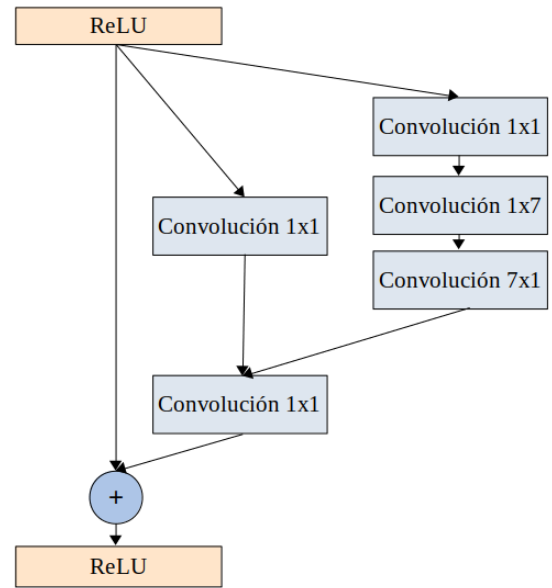 ReLU
Convolución 1x1
Convolución 1x7
Convolución 1x1
Convolución 7x1
Convolución 1x1
+
ReLU